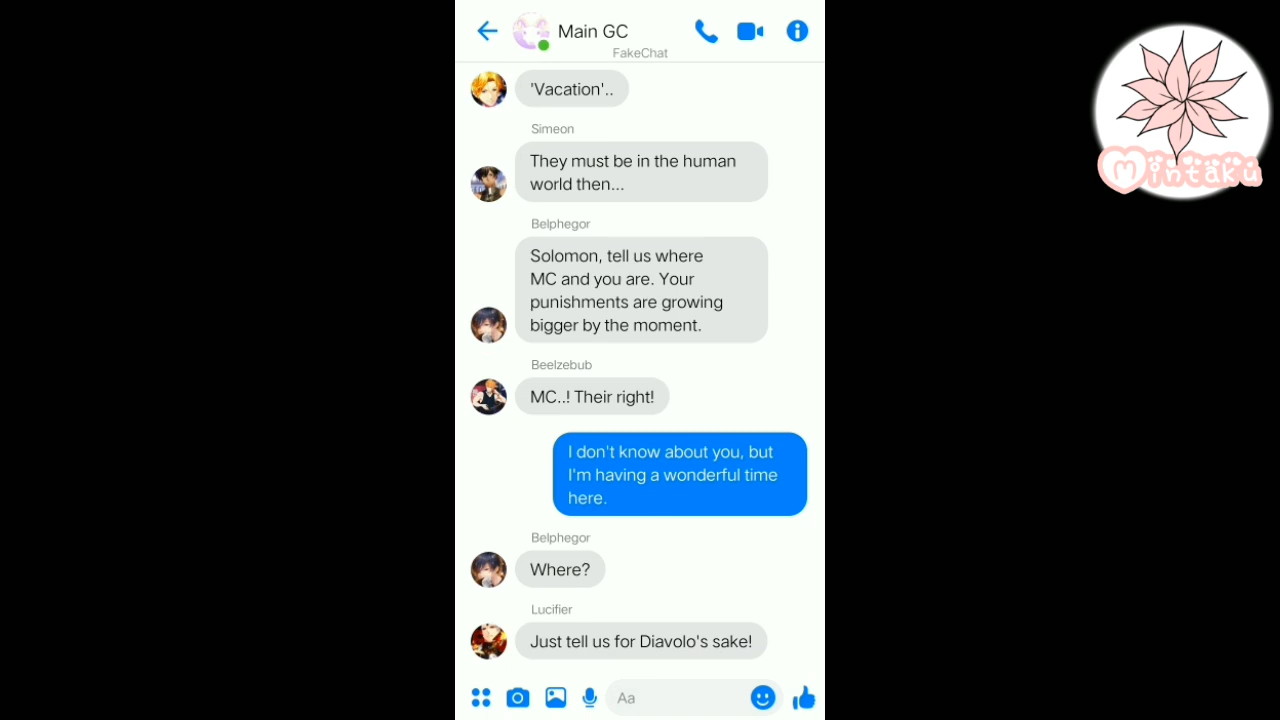 Main GC
FakeChat
'Vacation'..
Simeon
They must be in the human
world then...
Belphegor
Solomon, tell us where
MC and you are. Your
punishments are growing
bigger by the moment.
Beelzebub
MC..! Their right!
I don't know about you, but
I'm having a wonderful time
here.
Belphegor
Where?
Lucifier
Just tell us for Diavolo's sake!
Aa
Mintaku